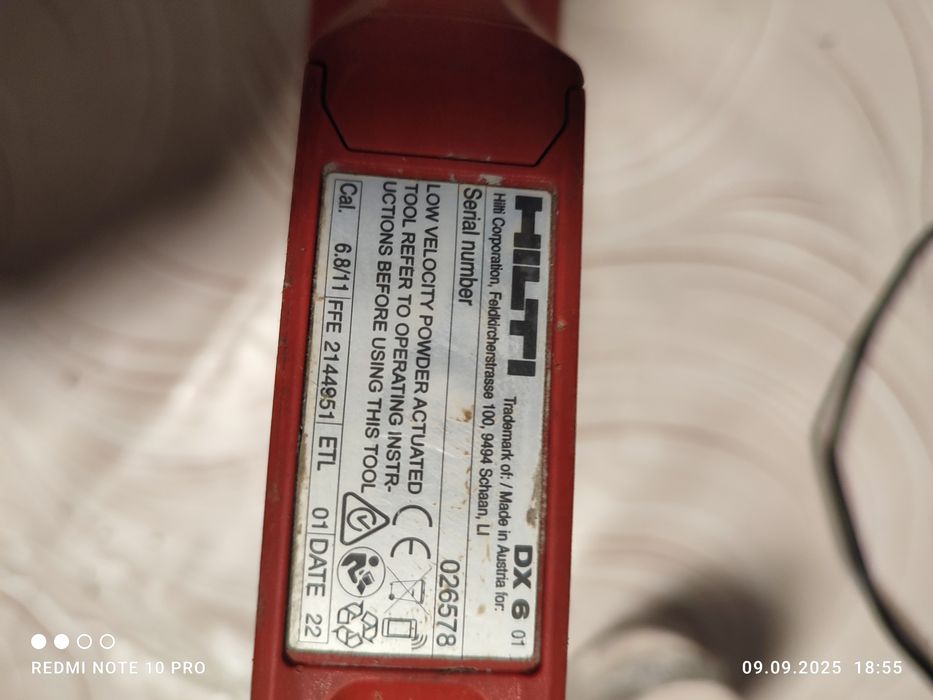 HILTI DX 6 01
Trademark of: / Made in Austria for:
Hilti Corporation, Feldkircherstrasse 100, 9494 Schaan, LI
Serial number 026578
LOW VELOCITY POWDER ACTUATED
TOOL REFER TO OPERATING INSTR-
UCTIONS BEFORE USING THIS TOOL
CE
Cal. 6.8/11 FFE 2144951 ETL 01 DATE 22
REDMI NOTE 10 PRO
09.09.2025 18:55